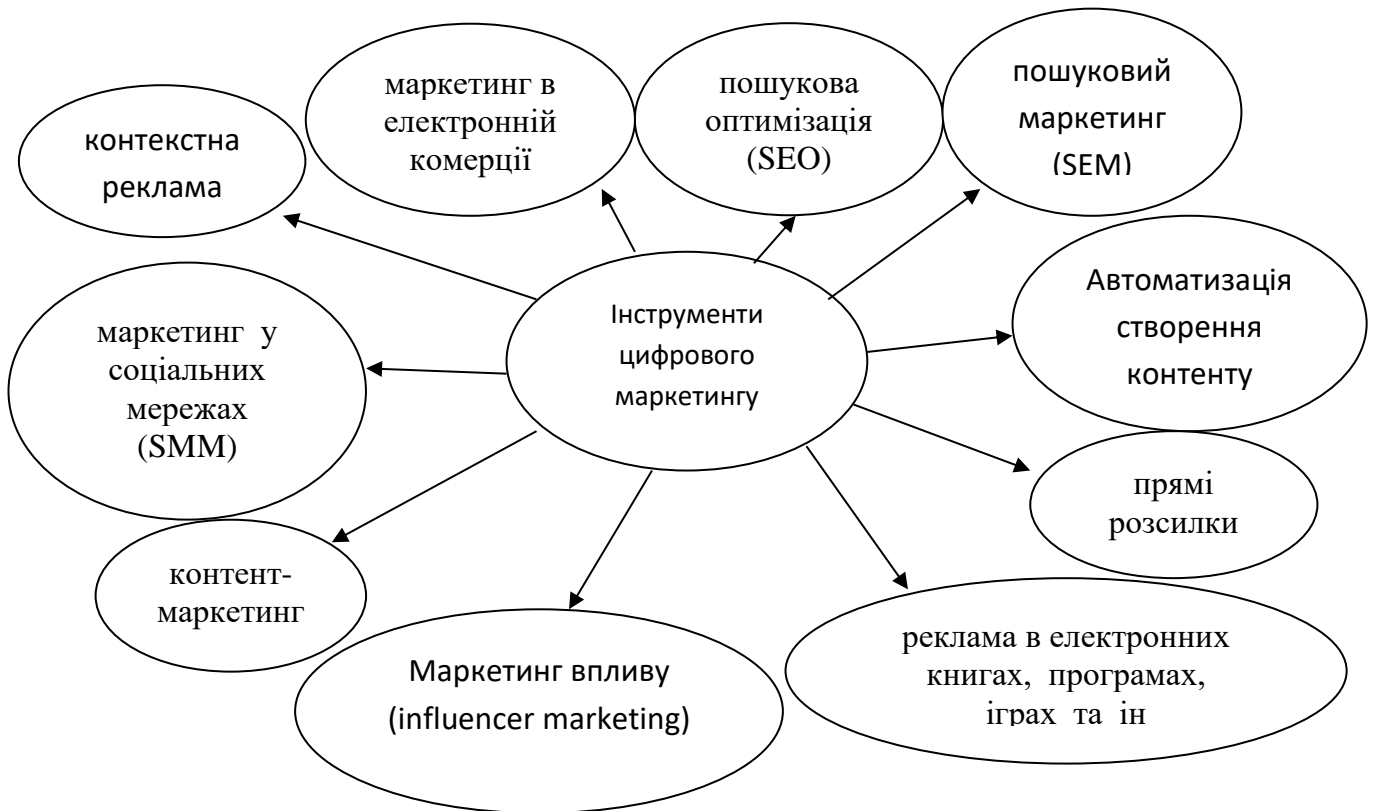 контекстна
реклама
маркетинг в
електронній
комерції
пошукова
оптимізація
(SEO)
пошуковий
маркетинг
(SEM)
Інструменти
цифрового
маркетингу
Автоматизація
створення
контенту
маркетинг у
соціальних
мережах
(SMM)
прямі
розсилки
контент-
маркетинг
Маркетинг впливу
(influencer marketing)
реклама в електронних
книгах, програмах,
іграх та ін